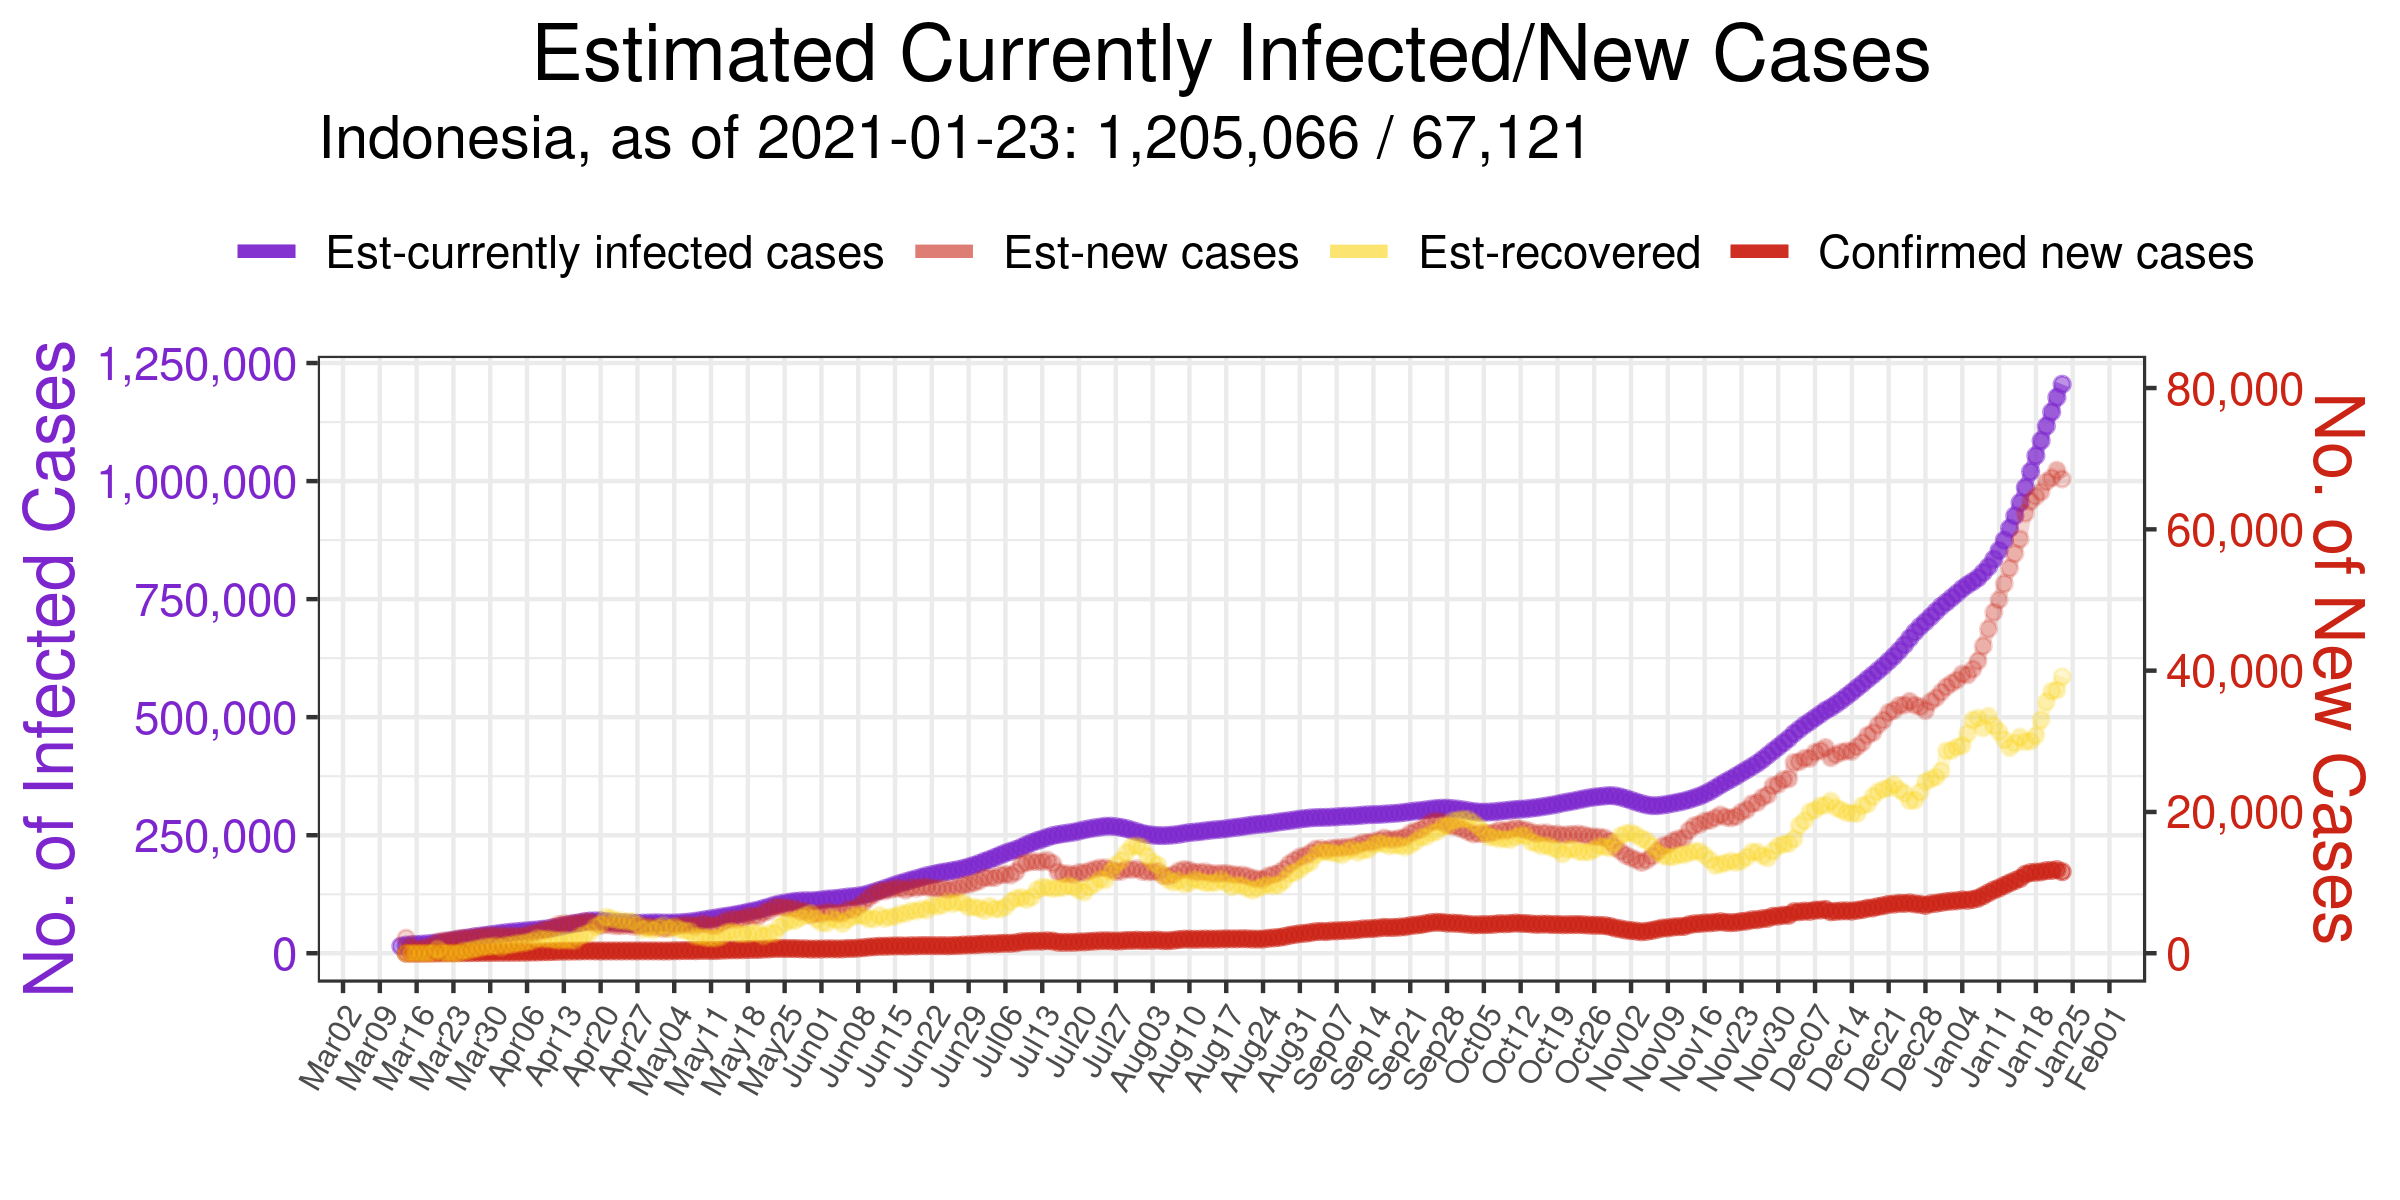 Estimated Currently Infected/New Cases
Indonesia, as of 2021-01-23: 1,205,066 / 67,121
Est-currently infected cases Est-new cases Est-recovered Confirmed new cases
No. of Infected Cases
1,250,000
1,000,000
750,000
500,000
250,000
0
80,000
60,000
40,000
20,000
0
No. of New Cases
Mar02 Mar09 Mar16 Mar23 Mar30 Apr06 Apr13 Apr20 Apr27 May04 May11 May18 May25 Jun01 Jun08 Jun15 Jun22 Jun29 Jul06 Jul13 Jul20 Jul27 Aug03 Aug10 Aug17 Aug24 Aug31 Sep07 Sep14 Sep21 Sep28 Oct05 Oct12 Oct19 Oct26 Nov02 Nov09 Nov16 Nov23 Nov30 Dec07 Dec14 Dec21 Dec28 Jan04 Jan11 Jan18 Jan25 Feb01